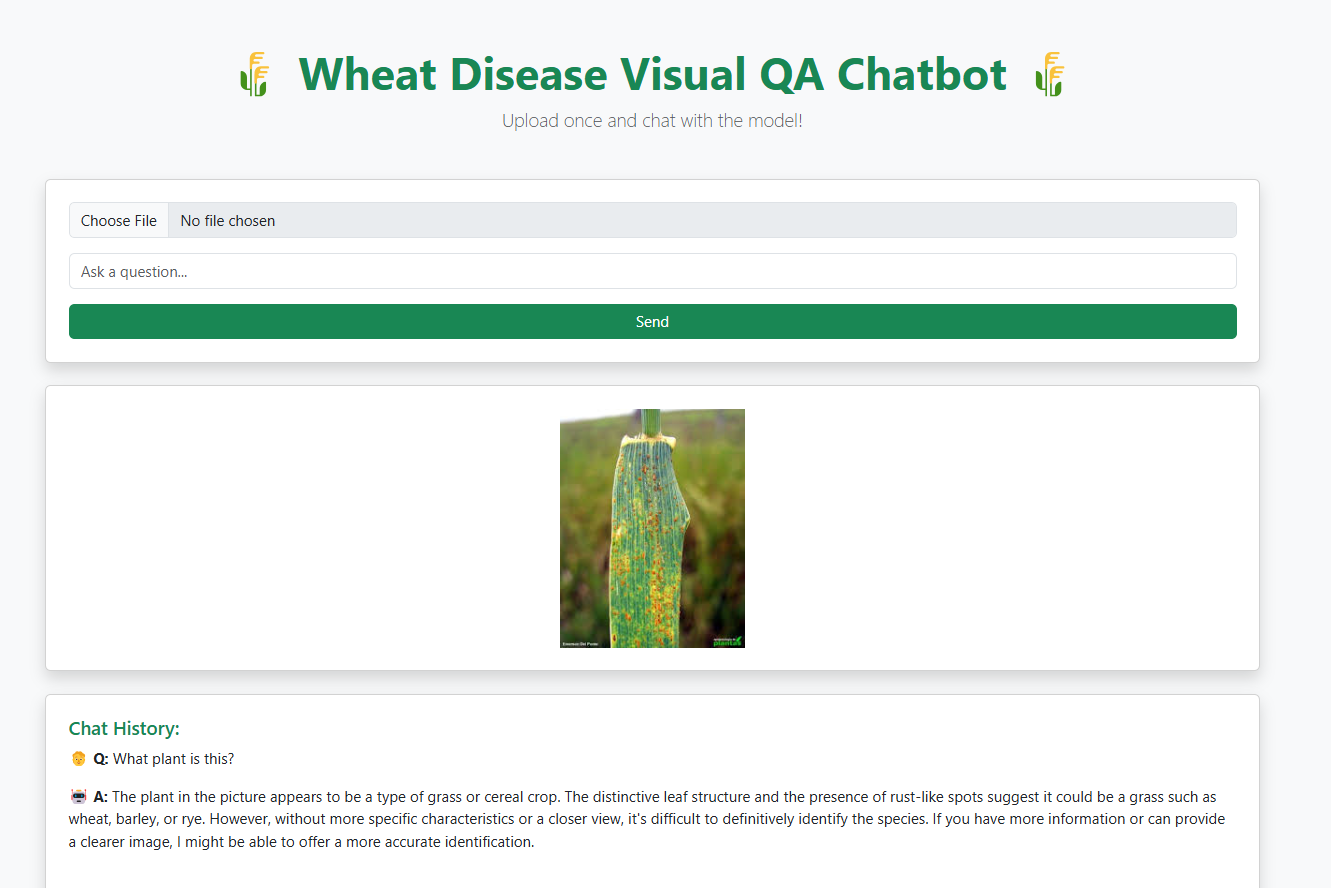 Wheat Disease Visual QA Chatbot
Upload once and chat with the model!
Choose File No file chosen
Ask a question...
Send
plantas
Chat History:
Q: What plant is this?
A: The plant in the picture appears to be a type of grass or cereal crop. The distinctive leaf structure and the presence of rust-like spots suggest it could be a grass such as
wheat, barley, or rye. However, without more specific characteristics or a closer view, it's difficult to definitively identify the species. If you have more information or can provide
a clearer image, I might be able to offer a more accurate identification.